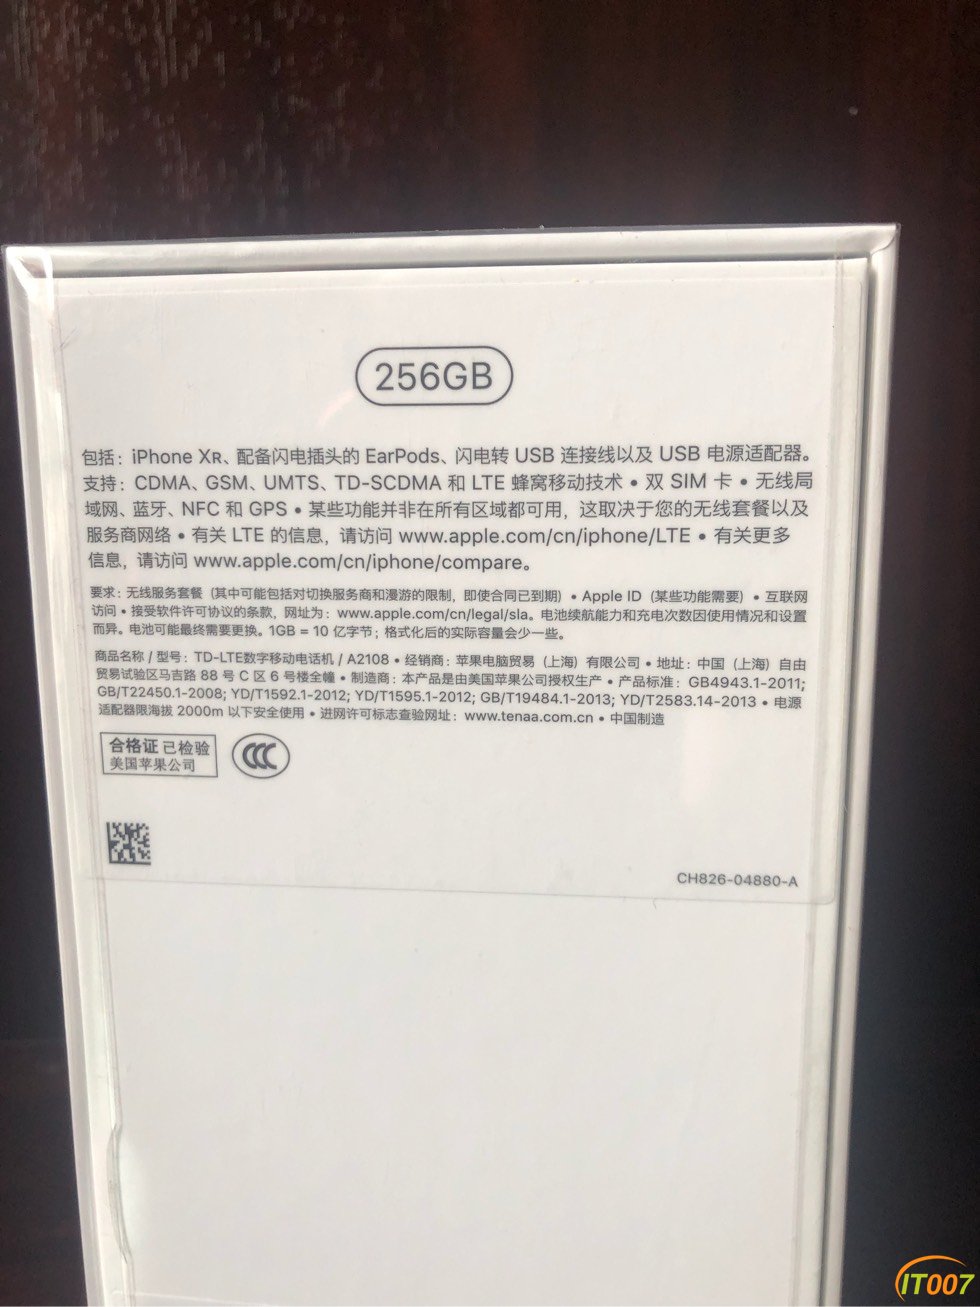 256GB
包括：iPhone XR、配备闪电插头的 EarPods、闪电转 USB 连接线以及 USB 电源适配器。
支持：CDMA、GSM、UMTS、TD-SCDMA 和 LTE 蜂窝移动技术 • 双 SIM 卡 • 无线局
域网、蓝牙、NFC 和 GPS • 某些功能并非在所有区域都可用，这取决于您的无线套餐以及
服务商网络 • 有关 LTE 的信息，请访问 www.apple.com/cn/iphone/LTE • 有关更多
信息，请访问 www.apple.com/cn/iphone/compare。
要求：无线服务套餐（其中可能包括对切换服务商和漫游的限制，即使合同已到期）• Apple ID（某些功能需要）• 互联网
访问 • 接受软件许可协议的条款，网址为：www.apple.com/cn/legal/sla。电池续航能力和充电次数因使用情况和设置
而异。电池可能最终需要更换。1GB = 10 亿字节；格式化后的实际容量会少一些。
商品名称 / 型号：TD-LTE数字移动电话机 / A2108 • 经销商：苹果电脑贸易（上海）有限公司 • 地址：中国（上海）自由
贸易试验区马吉路 88 号 C 区 6 号楼全幢 • 制造商：本产品是由美国苹果公司授权生产 • 产品标准：GB4943.1-2011;
GB/T22450.1-2008; YD/T1592.1-2012; YD/T1595.1-2012; GB/T19484.1-2013; YD/T2583.14-2013 • 电源
适配器限海拔 2000m 以下安全使用 • 进网许可标志查验网址：www.tenaa.com.cn • 中国制造
合格证 已检验
美国苹果公司
CCC
CH826-04880-A
IT007